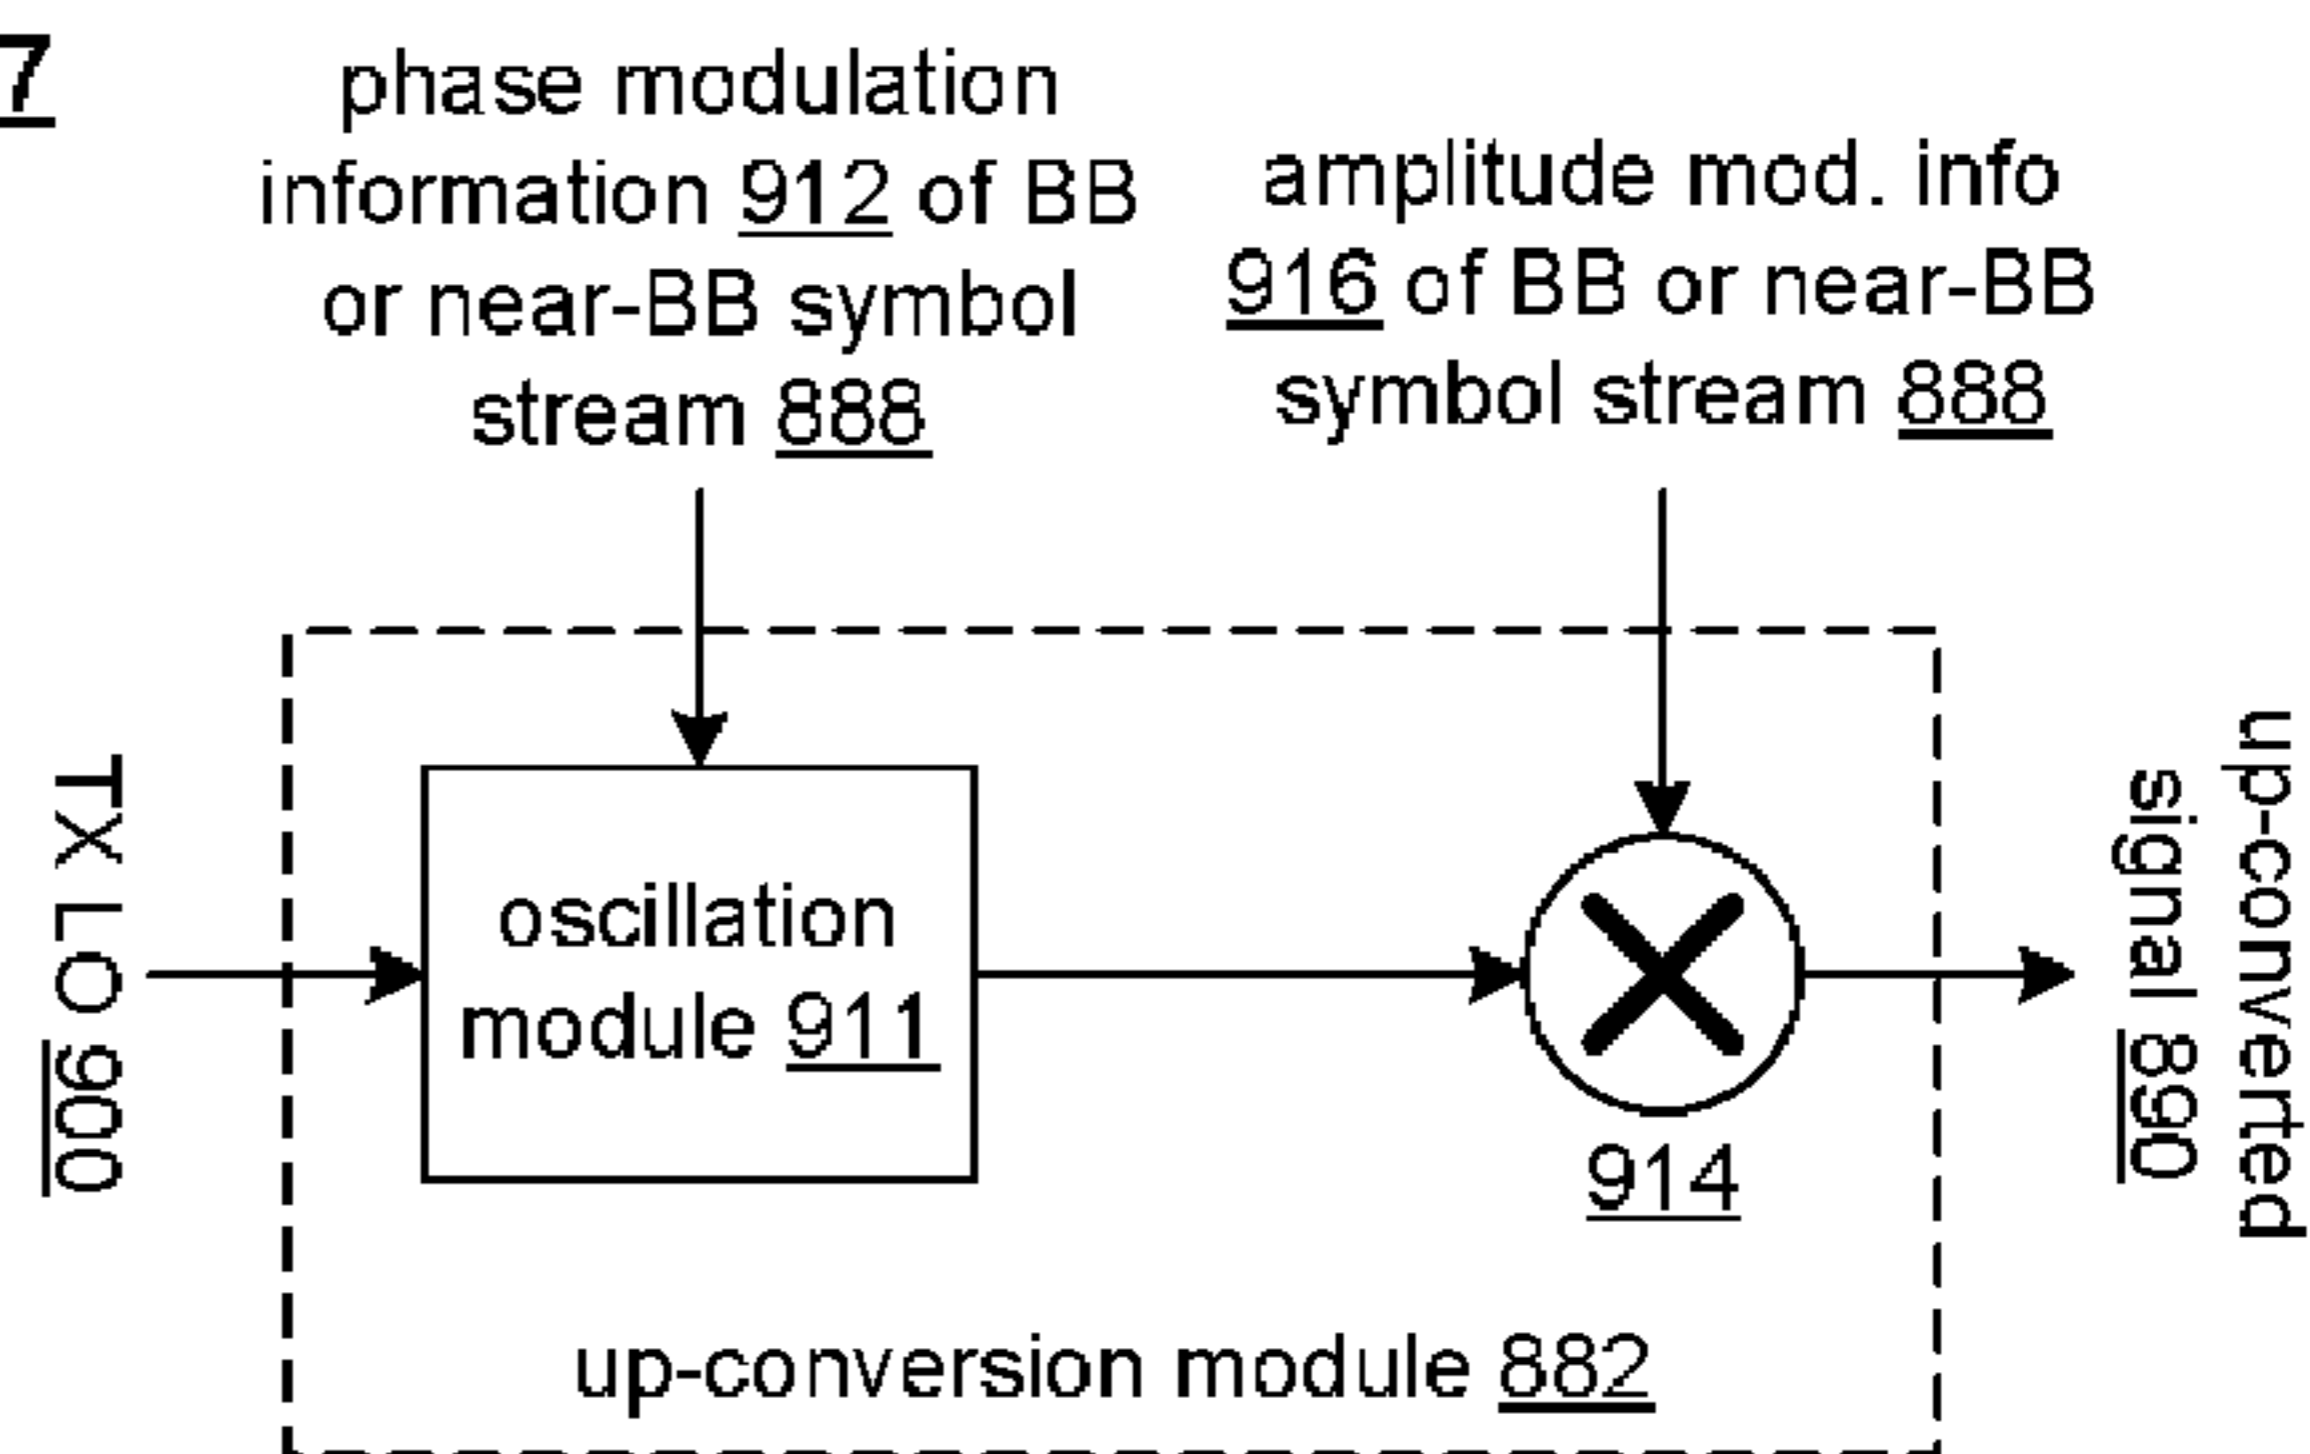 7
phase modulation
information 912 of BB
or near-BB symbol
stream 888
amplitude mod. info
916 of BB or near-BB
symbol stream 888
TX LO 900
oscillation
module 911
914
up-converted
signal 890
up-conversion module 882